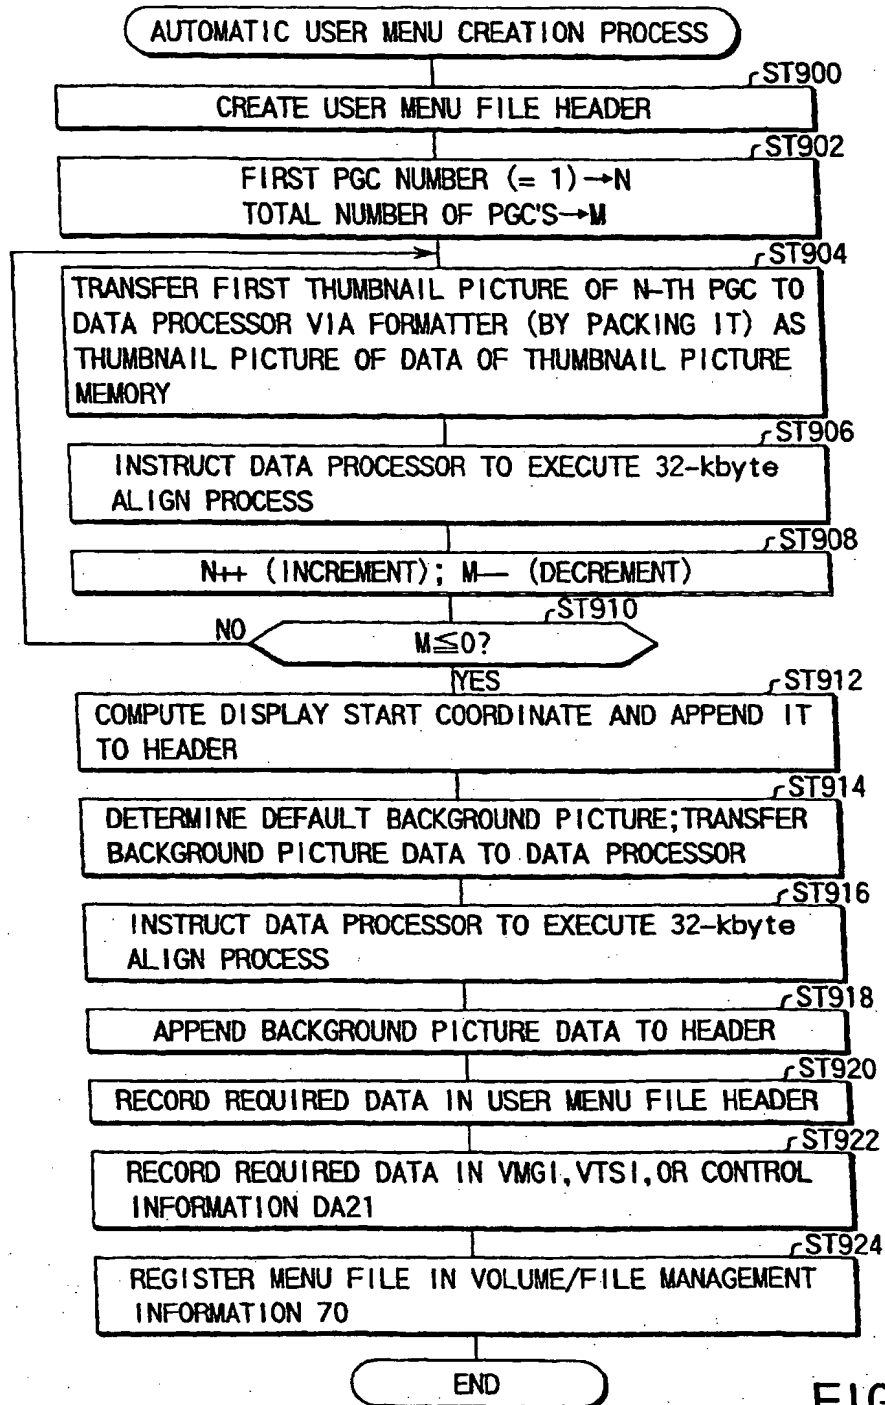 AUTOMATIC USER MENU CREATION PROCESS
ST900
CREATE USER MENU FILE HEADER
ST902
FIRST PGC NUMBER (= 1)→N
TOTAL NUMBER OF PGC'S→M
ST904
TRANSFER FIRST THUMBNAIL PICTURE OF N-TH PGC TO
DATA PROCESSOR VIA FORMATTER (BY PACKING IT) AS
THUMBNAIL PICTURE OF DATA OF THUMBNAIL PICTURE
MEMORY
ST906
INSTRUCT DATA PROCESSOR TO EXECUTE 32-kbyte
ALIGN PROCESS
ST908
N++ (INCREMENT); M-- (DECREMENT)
ST910
NO
M≦0?
YES
ST912
COMPUTE DISPLAY START COORDINATE AND APPEND IT
TO HEADER
ST914
DETERMINE DEFAULT BACKGROUND PICTURE;TRANSFER
BACKGROUND PICTURE DATA TO DATA PROCESSOR
ST916
INSTRUCT DATA PROCESSOR TO EXECUTE 32-kbyte
ALIGN PROCESS
ST918
APPEND BACKGROUND PICTURE DATA TO HEADER
ST920
RECORD REQUIRED DATA IN USER MENU FILE HEADER
ST922
RECORD REQUIRED DATA IN VMGI,VTSI,OR CONTROL
INFORMATION DA21
ST924
REGISTER MENU FILE IN VOLUME/FILE MANAGEMENT
INFORMATION 70
END